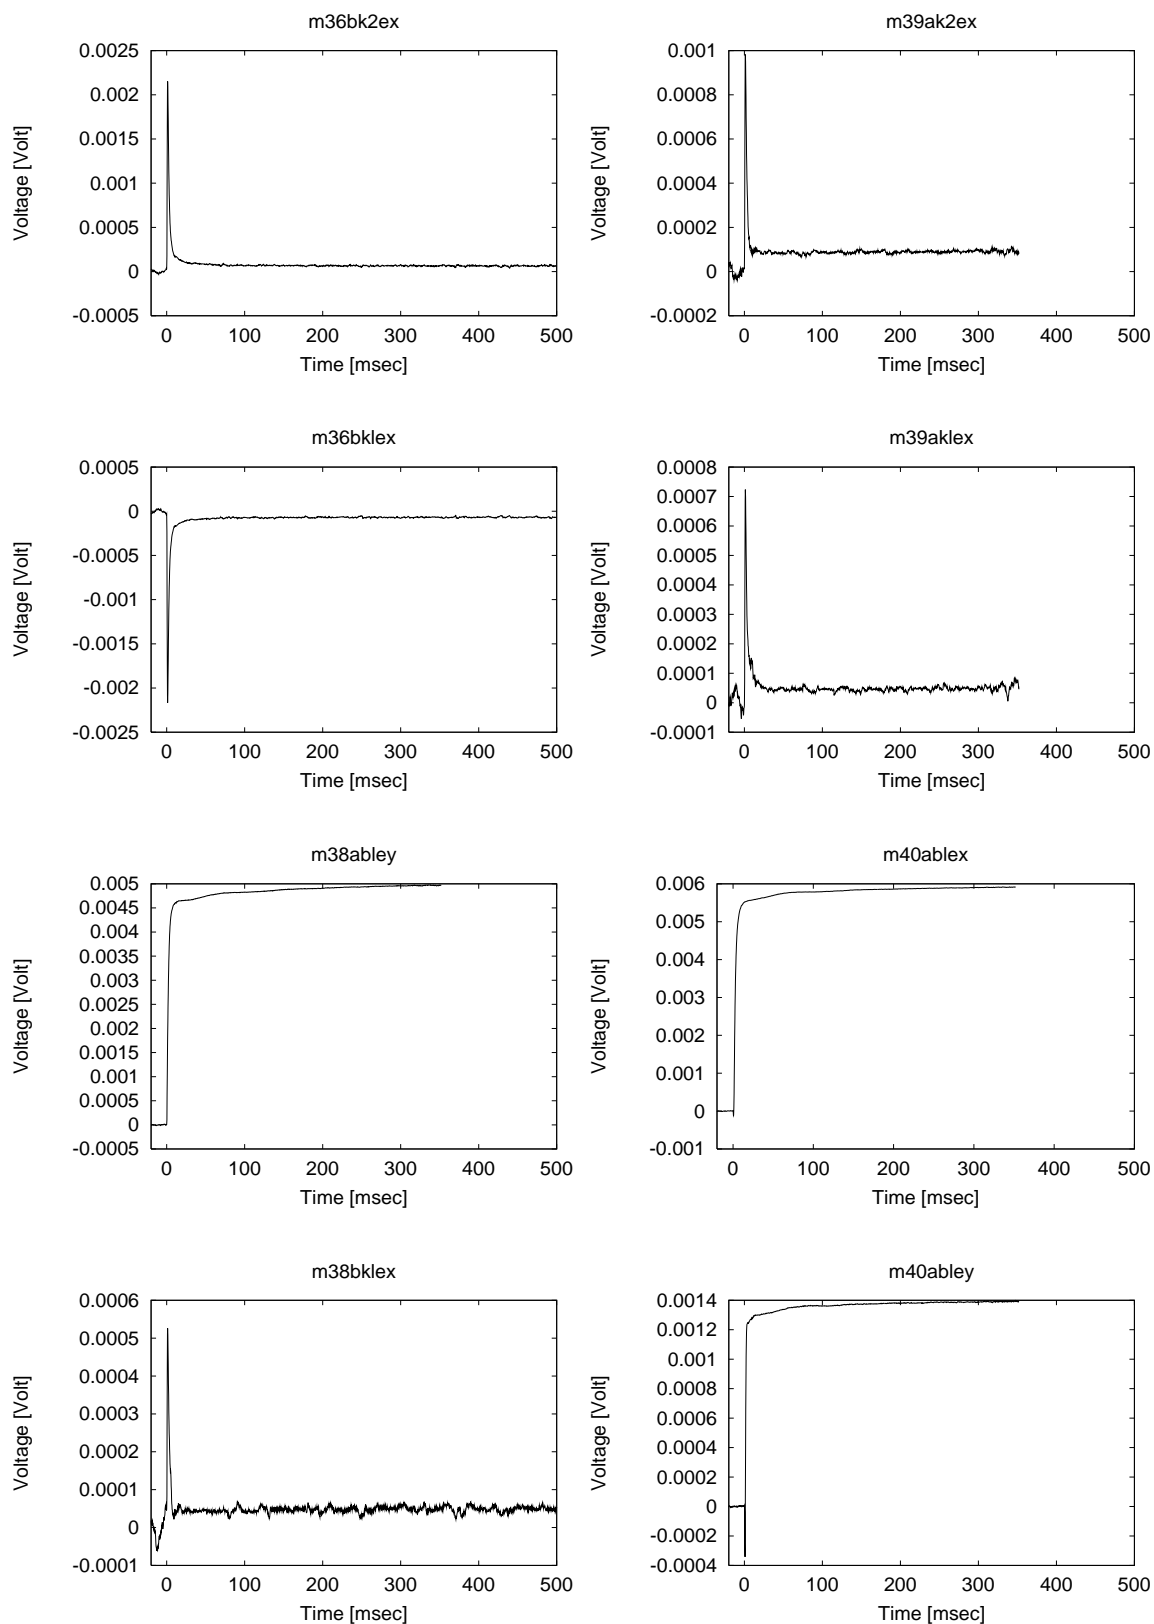 m36bk2ex
Voltage [Volt]
0.0025
0.002
0.0015
0.001
0.0005
0
-0.0005
0 100 200 300 400 500
Time [msec]
m39ak2ex
Voltage [Volt]
0.001
0.0008
0.0006
0.0004
0.0002
0
-0.0002
0 100 200 300 400 500
Time [msec]
m36bklex
Voltage [Volt]
0.0005
0
-0.0005
-0.001
-0.0015
-0.002
-0.0025
0 100 200 300 400 500
Time [msec]
m39aklex
Voltage [Volt]
0.0008
0.0007
0.0006
0.0005
0.0004
0.0003
0.0002
0.0001
0
-0.0001
0 100 200 300 400 500
Time [msec]
m38abley
Voltage [Volt]
0.005
0.0045
0.004
0.0035
0.003
0.0025
0.002
0.0015
0.001
0.0005
0
-0.0005
0 100 200 300 400 500
Time [msec]
m40ablex
Voltage [Volt]
0.006
0.005
0.004
0.003
0.002
0.001
0
-0.001
0 100 200 300 400 500
Time [msec]
m38bklex
Voltage [Volt]
0.0006
0.0005
0.0004
0.0003
0.0002
0.0001
0
-0.0001
0 100 200 300 400 500
Time [msec]
m40abley
Voltage [Volt]
0.0014
0.0012
0.001
0.0008
0.0006
0.0004
0.0002
0
-0.0002
-0.0004
0 100 200 300 400 500
Time [msec]